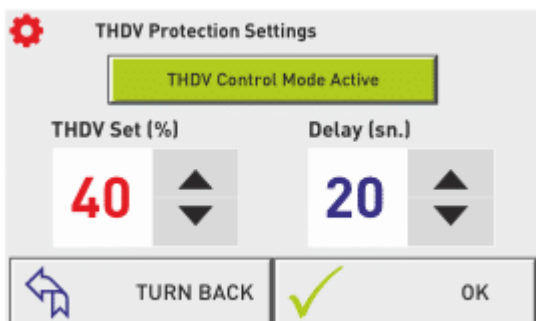 THDV Protection Settings
THDV Control Mode Active
THDV Set (%)
Delay (sn.)
40
20
TURN BACK
OK